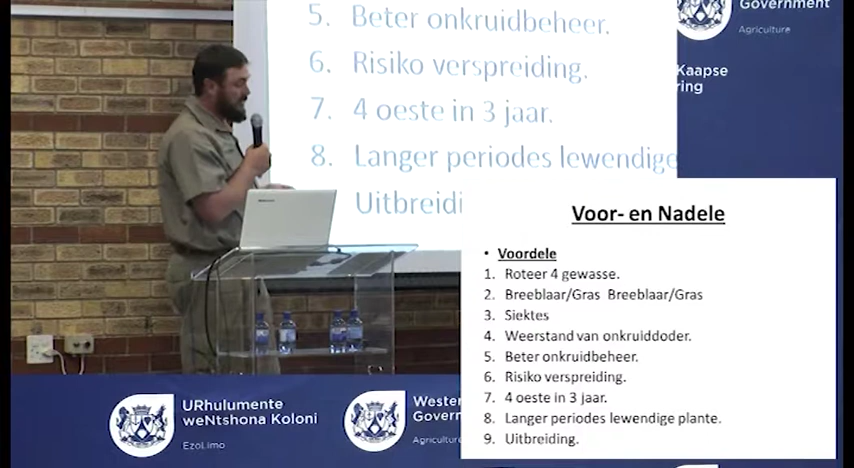 5. Beter onkruidbeheer.
6. Risiko verspreiding.
7. 4 oeste in 3 jaar.
8. Langer periodes lewendige
Uitbreidi
Government
Agriculture
Kaapse
ring
Voor- en Nadele
• Voordele
1. Roteer 4 gewasse.
2. Breeblaar/Gras Breeblaar/Gras
3. Siektes
4. Weerstand van onkruiddoder.
5. Beter onkruidbeheer.
6. Risiko verspreiding.
7. 4 oeste in 3 jaar.
8. Langer periodes lewendige plante.
9. Uitbreiding.
URhulumente
weNtshona Koloni
EzoLimo
Wester
Govern
Agricultur